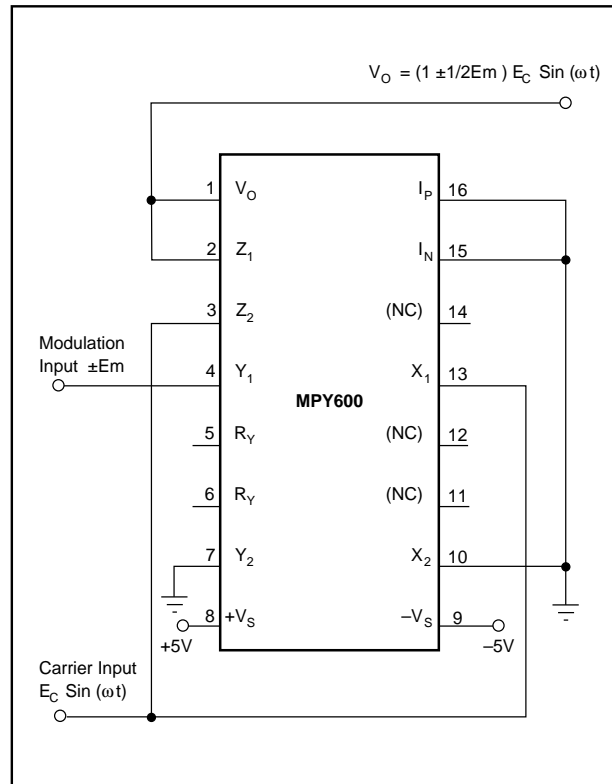 V_O = (1 ±1/2Em) E_C Sin (ωt)
1 V_O
I_P 16
2 Z_1
I_N 15
3 Z_2
(NC) 14
Modulation
Input ±Em
4 Y_1
X_1 13
MPY600
5 R_Y
(NC) 12
6 R_Y
(NC) 11
7 Y_2
X_2 10
8 +V_S
–V_S 9
+5V
–5V
Carrier Input
E_C Sin (ωt)